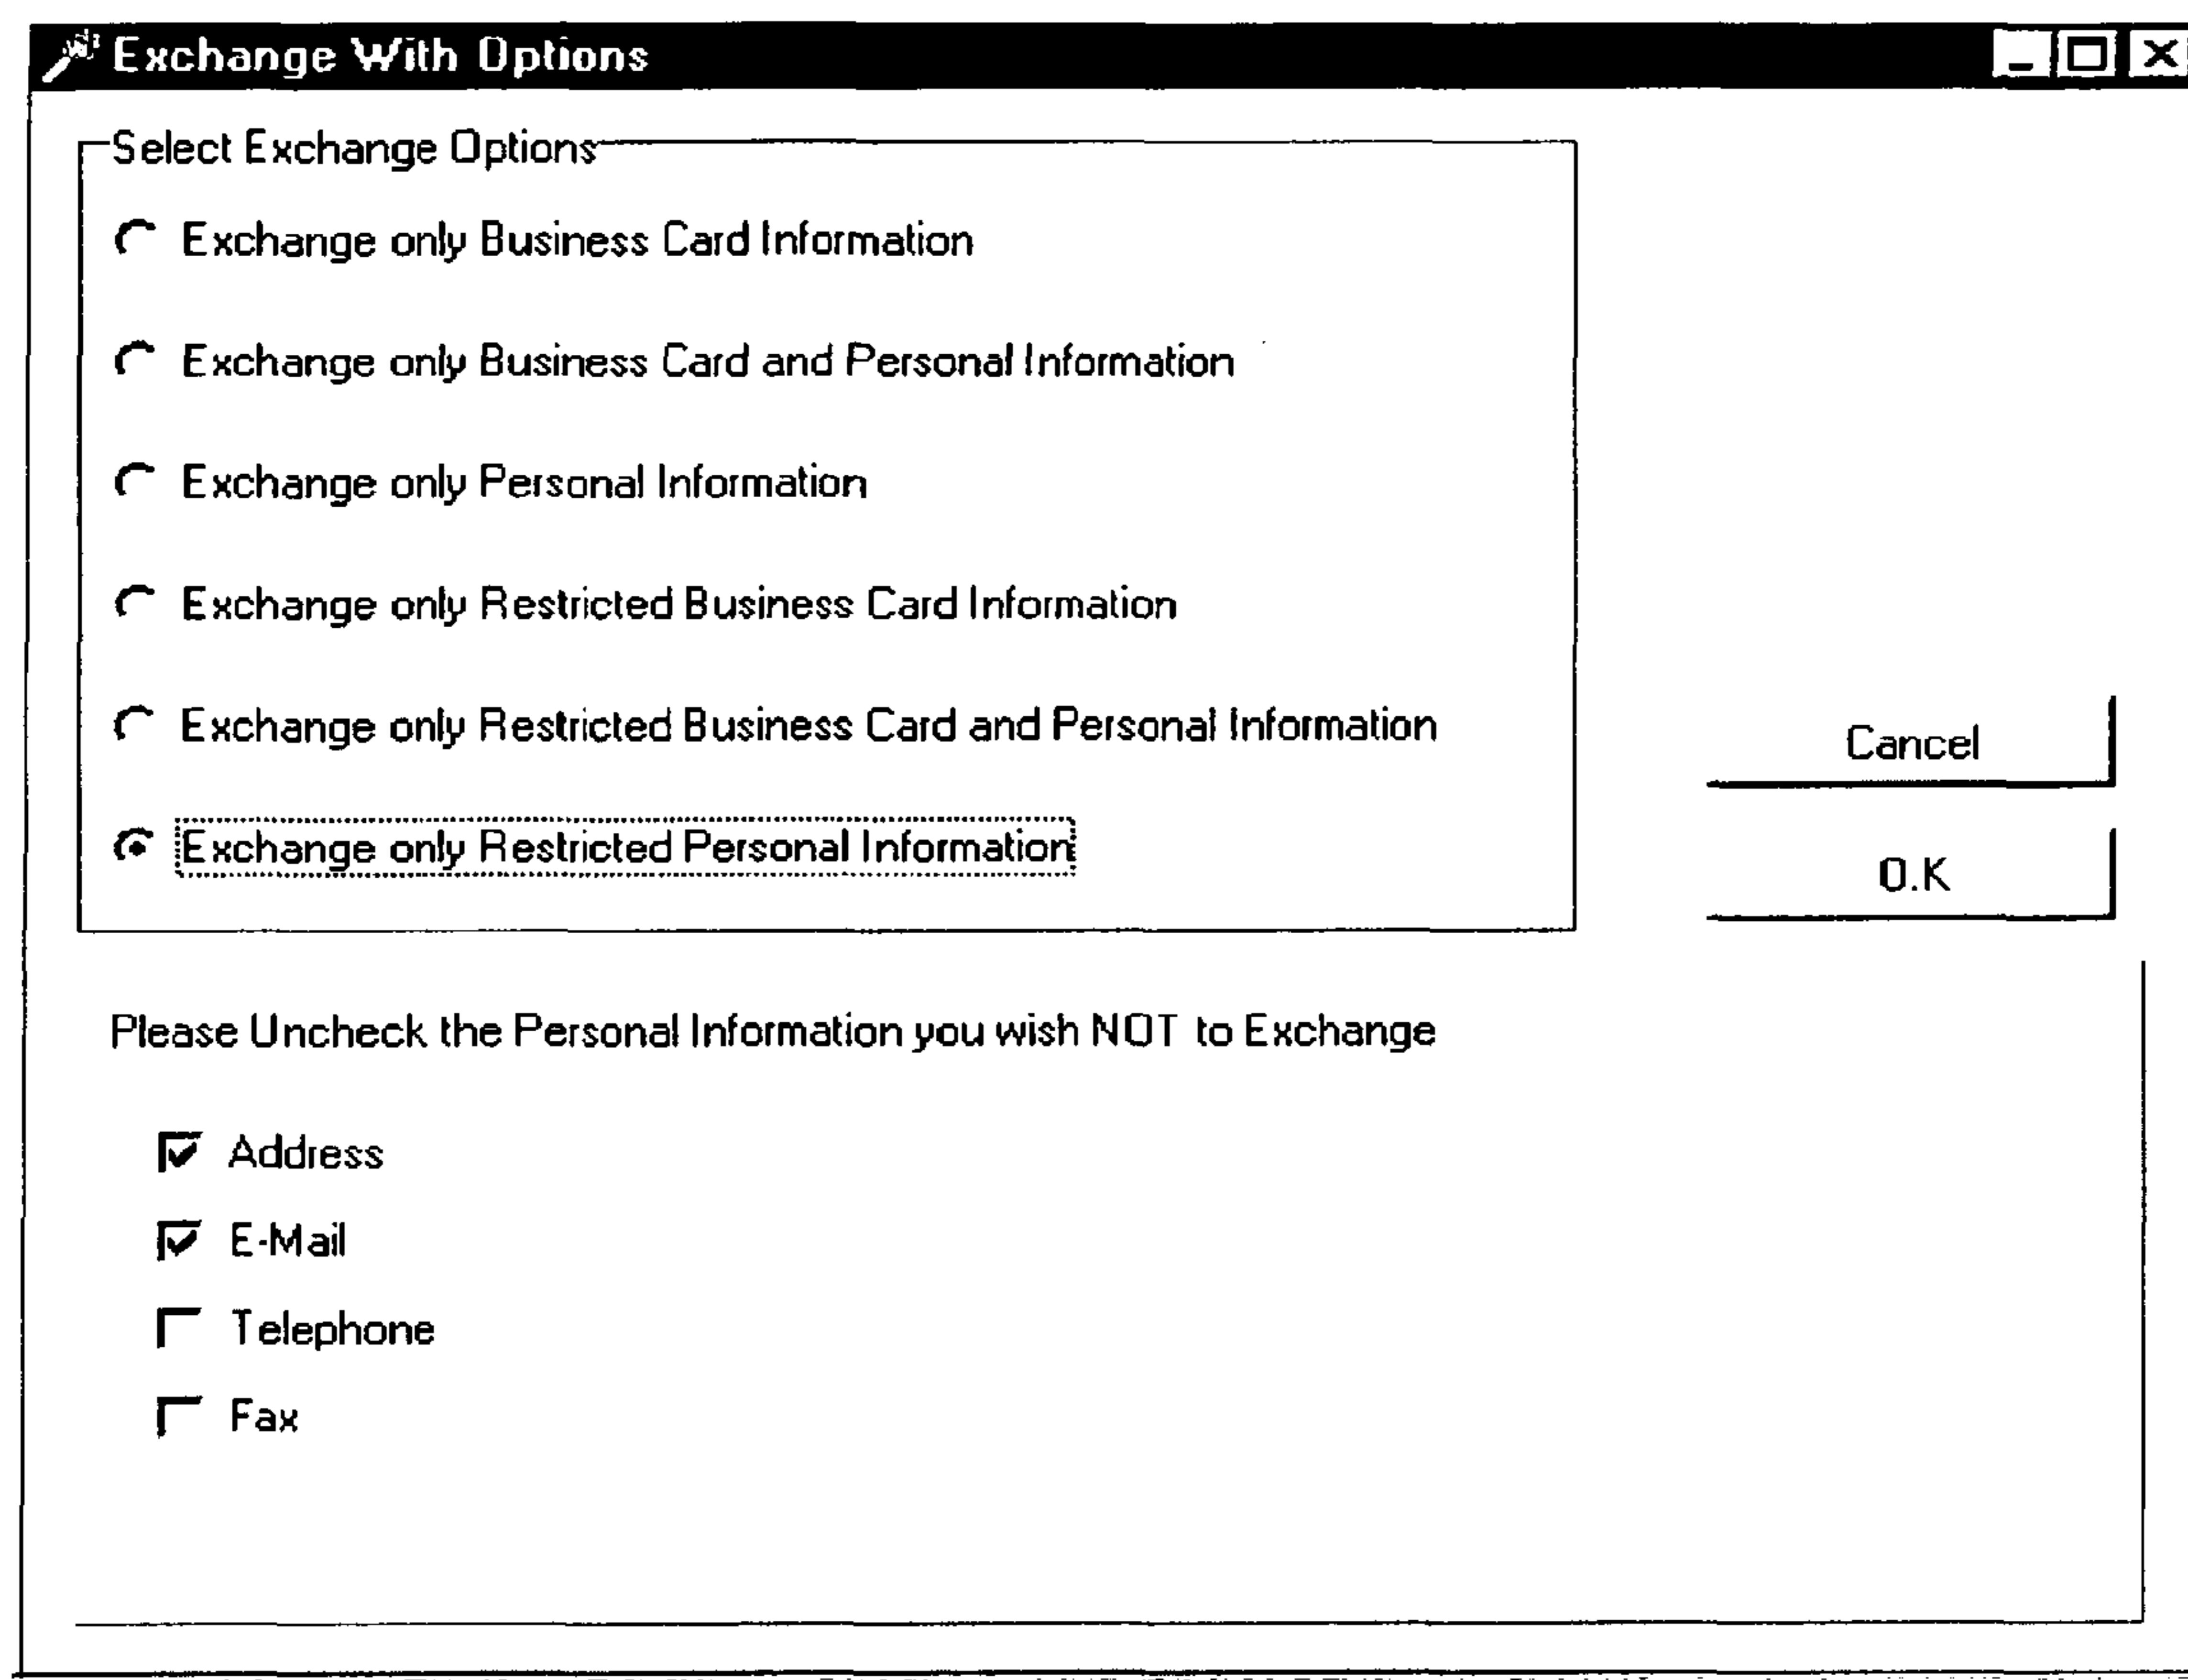 Exchange With Options
Select Exchange Options
Exchange only Business Card Information
Exchange only Business Card and Personal Information
Exchange only Personal Information
Exchange only Restricted Business Card Information
Exchange only Restricted Business Card and Personal Information
Cancel
Exchange only Restricted Personal Information
O.K
Please Uncheck the Personal Information you wish NOT to Exchange
Address
E-Mail
Telephone
Fax